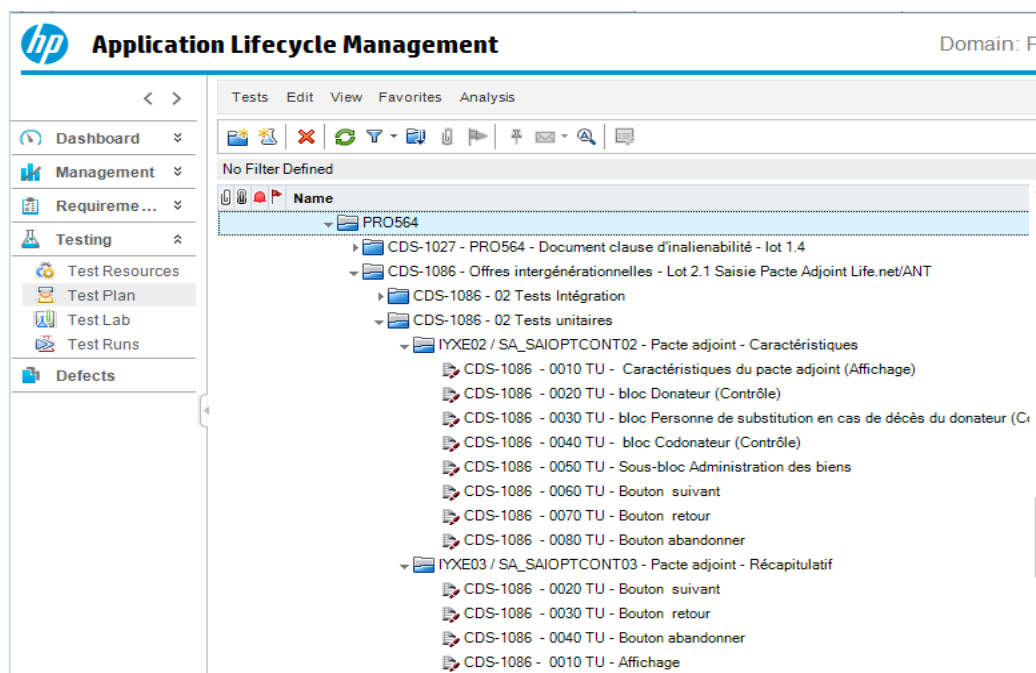 hp Application Lifecycle Management Domain: F
Tests Edit View Favorites Analysis
Dashboard
Management
Requireme...
Testing
Test Resources
Test Plan
Test Lab
Test Runs
Defects
No Filter Defined
Name
PRO564
CDS-1027 - PRO564 - Document clause d'inalienabilité - lot 1.4
CDS-1086 - Offres intergénérationnelles - Lot 2.1 Saisie Pacte Adjoint Life.net/ANT
CDS-1086 - 02 Tests Intégration
CDS-1086 - 02 Tests unitaires
IYXE02 / SA_SAIOPTCONT02 - Pacte adjoint - Caractéristiques
CDS-1086 - 0010 TU - Caractéristiques du pacte adjoint (Affichage)
CDS-1086 - 0020 TU - bloc Donateur (Contrôle)
CDS-1086 - 0030 TU - bloc Personne de substitution en cas de décès du donateur (C
CDS-1086 - 0040 TU - bloc Codonateur (Contrôle)
CDS-1086 - 0050 TU - Sous-bloc Administration des biens
CDS-1086 - 0060 TU - Bouton suivant
CDS-1086 - 0070 TU - Bouton retour
CDS-1086 - 0080 TU - Bouton abandonner
IYXE03 / SA_SAIOPTCONT03 - Pacte adjoint - Récapitulatif
CDS-1086 - 0020 TU - Bouton suivant
CDS-1086 - 0030 TU - Bouton retour
CDS-1086 - 0040 TU - Bouton abandonner
CDS-1086 - 0010 TU - Affichage